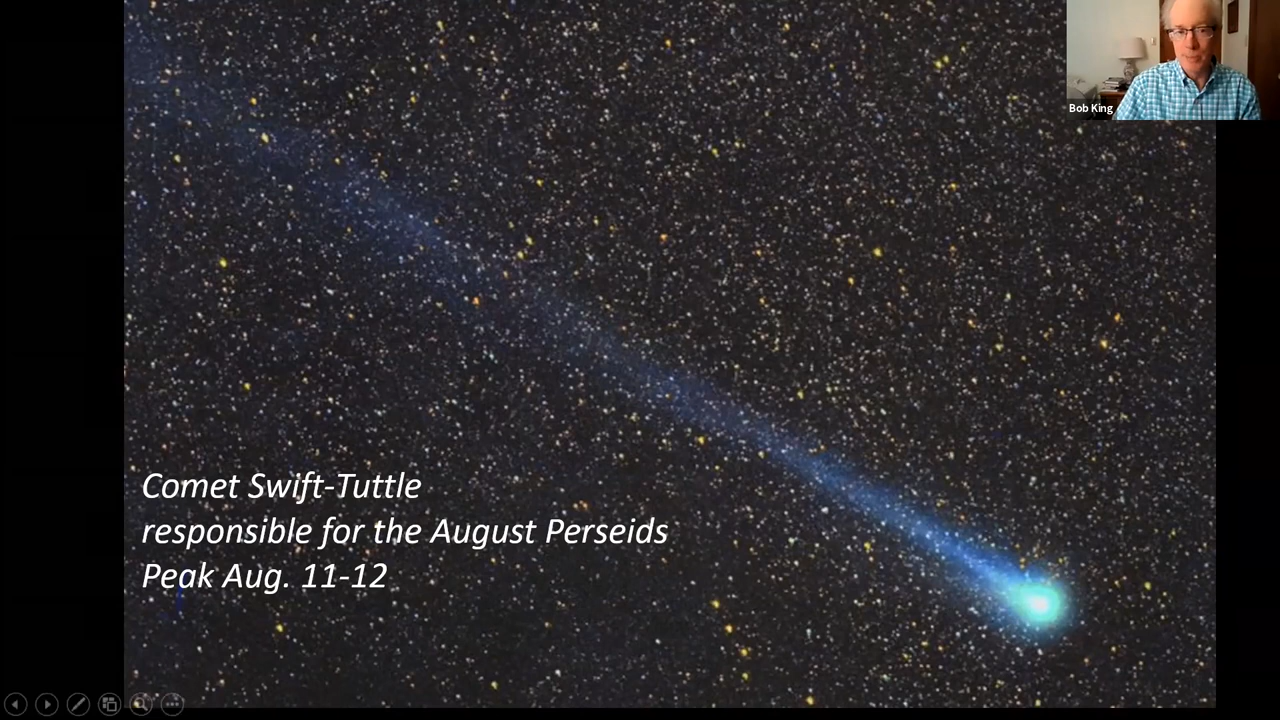 Bob King
Comet Swift-Tuttle
responsible for the August Perseids
Peak Aug. 11-12